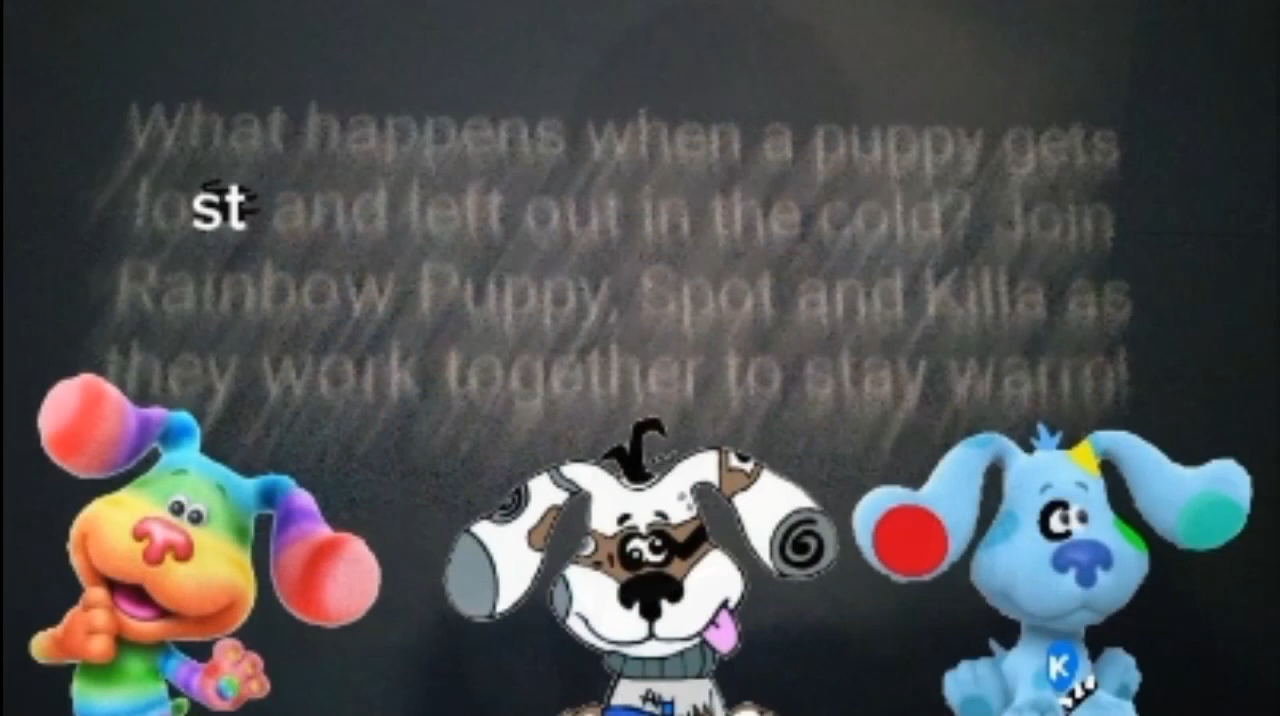 What happens when a puppy gets
lost and left out in the cold? Join
Rainbow Puppy, Spot and Killa as
they work together to stay warm!
K